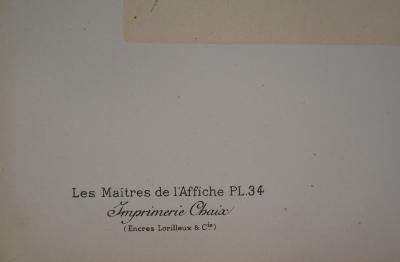 Les Maîtres de l'Affiche PL.34
Imprimerie Chaix
(Encres Lorilleux & Cie)